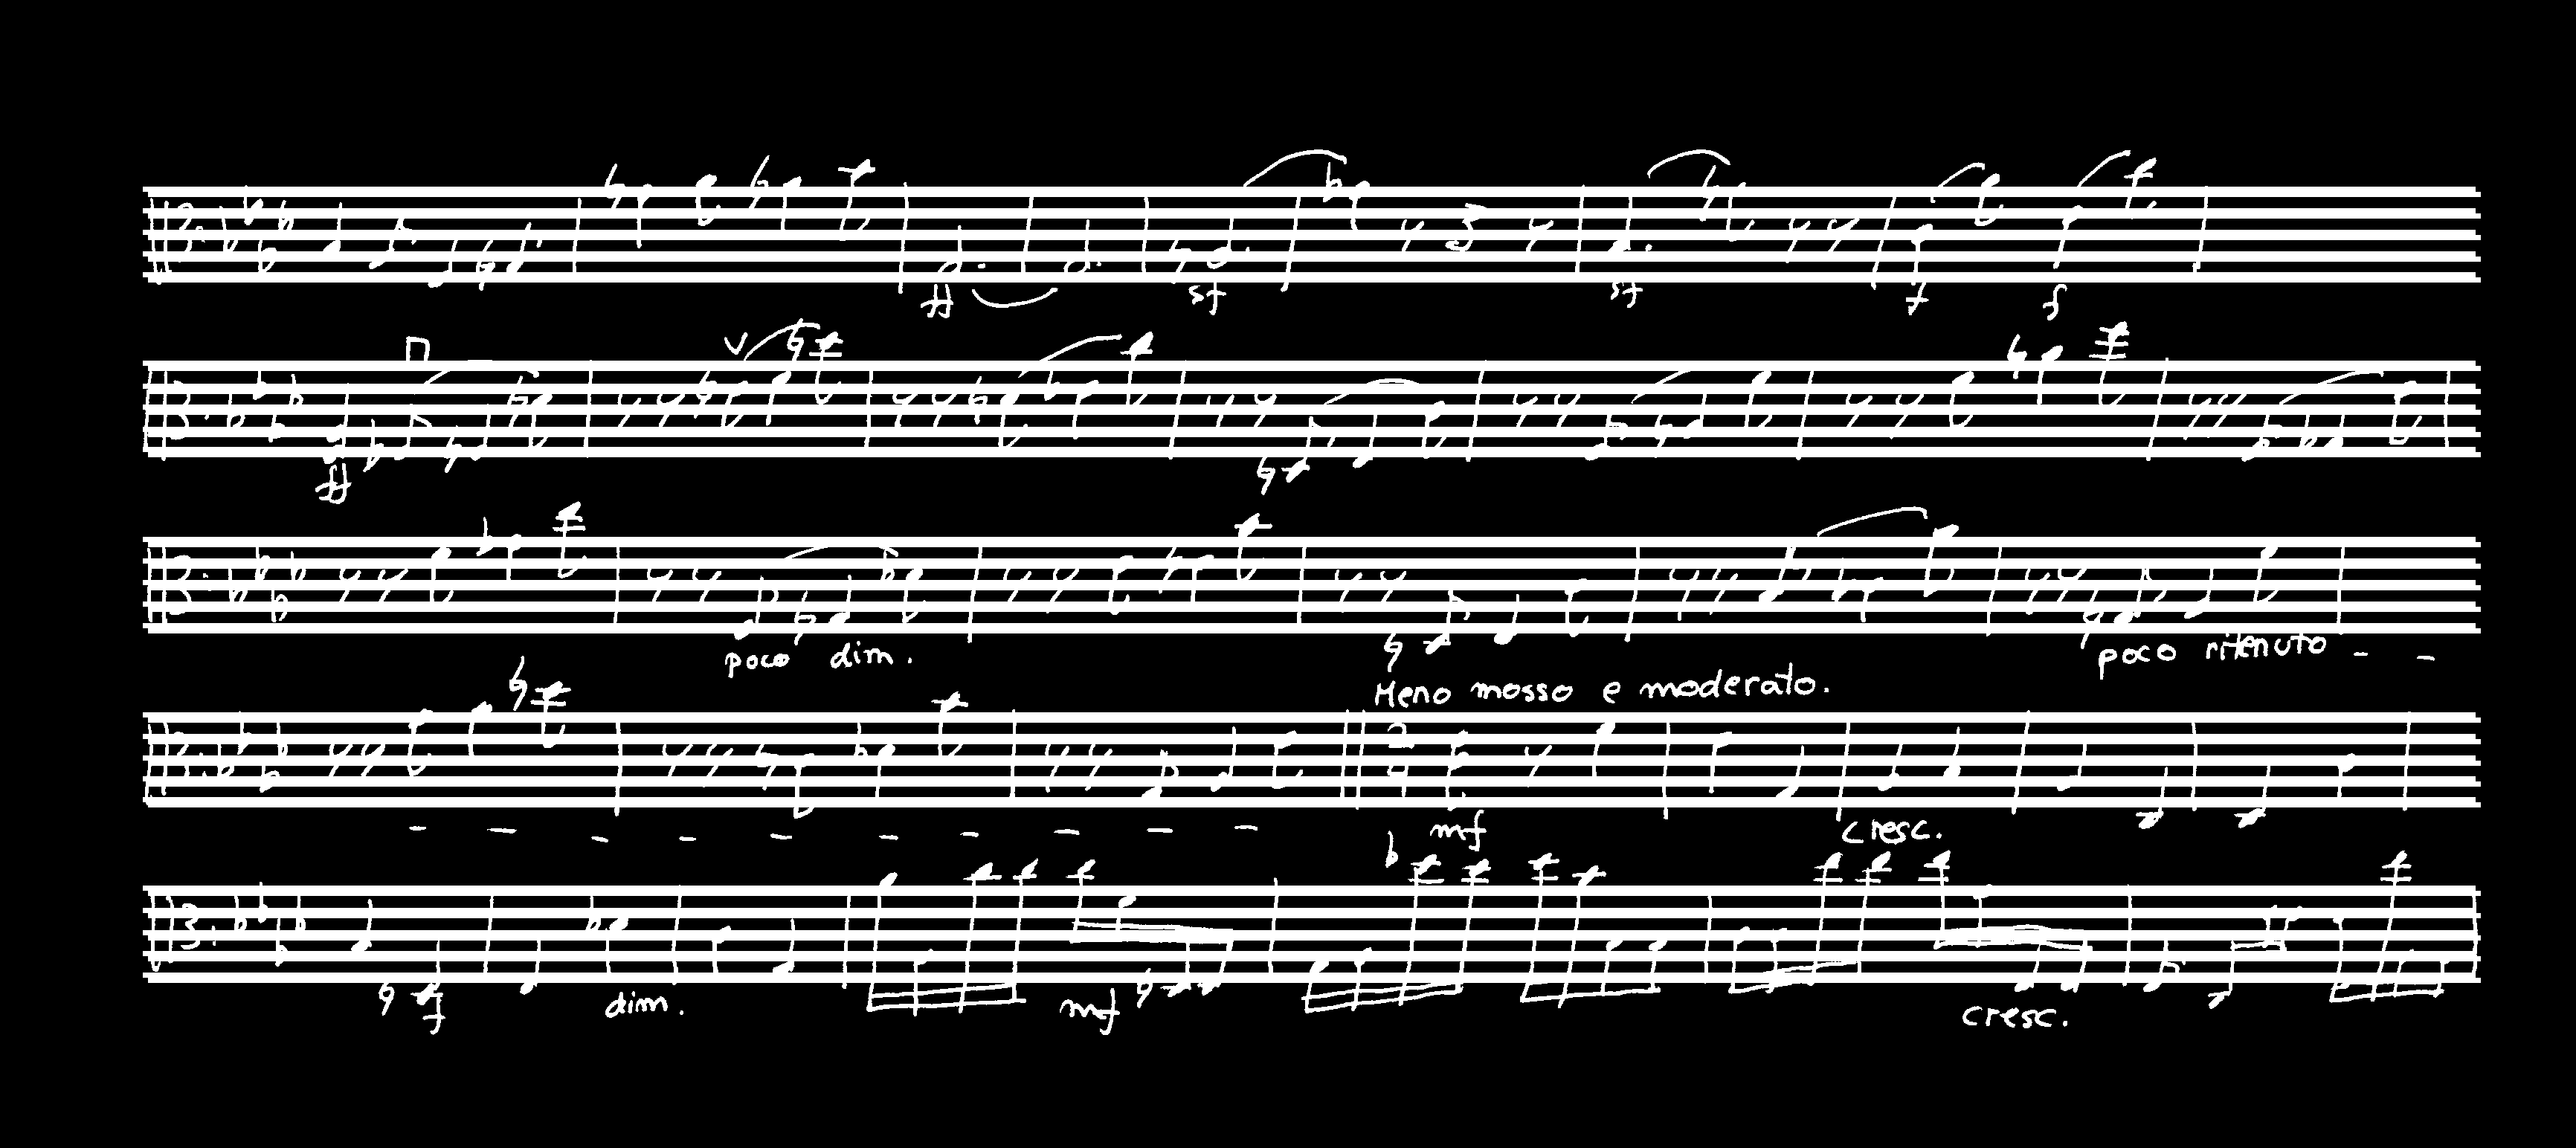 ff sf sf f f
ff
poco dim. poco ritenuto - -
Meno mosso e moderato.
mf cresc.
f dim. mf cresc.